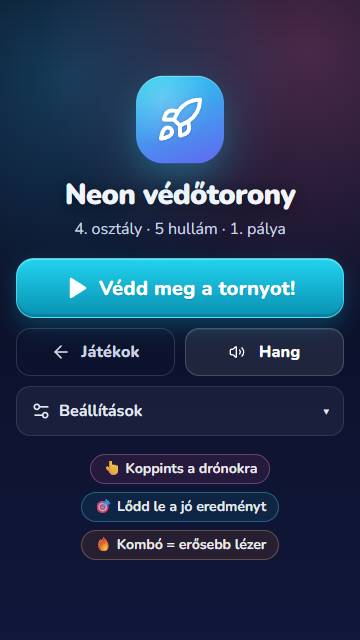 Neon védőtorony
4. osztály · 5 hullám · 1. pálya
Védd meg a tornyot!
Játékok
Hang
Beállítások
Koppints a drónokra
Lődd le a jó eredményt
Kombó = erősebb lézer